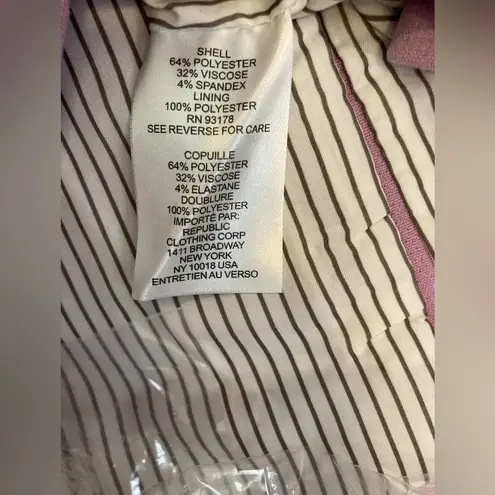 SHELL
64% POLYESTER
32% VISCOSE
4% SPANDEX
LINING
100% POLYESTER
RN 93178
SEE REVERSE FOR CARE
COPUILLE
64% POLYESTER
32% VISCOSE
4% ELASTANE
DOUBLURE
100% POLYESTER
IMPORTÉ PAR:
REPUBLIC
CLOTHING CORP
1411 BROADWAY
NEW YORK
NY 10018 USA
ENTRETIEN AU VERSO